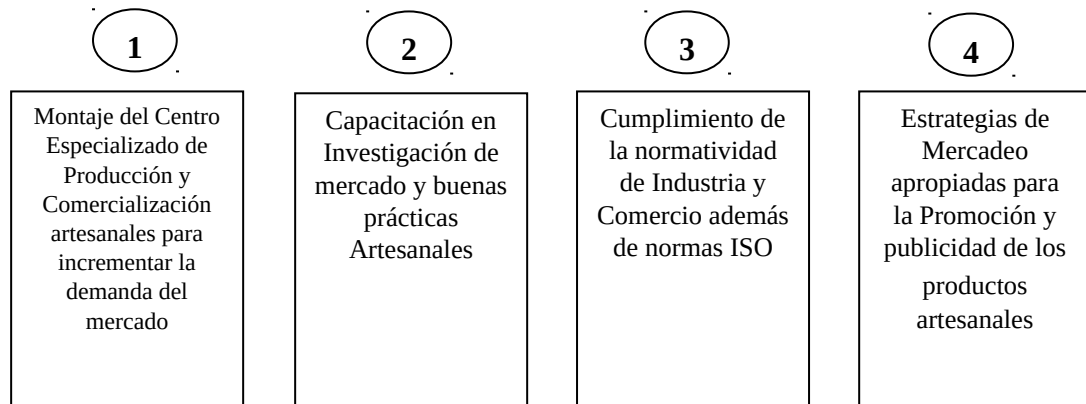 1
Montaje del Centro
Especializado de
Producción y
Comercialización
artesanales para
incrementar la
demanda del
mercado
2
Capacitación en
Investigación de
mercado y buenas
prácticas
Artesanales
3
Cumplimiento de
la normatividad
de Industria y
Comercio además
de normas ISO
4
Estrategias de
Mercadeo
apropiadas para
la Promoción y
publicidad de los
productos
artesanales